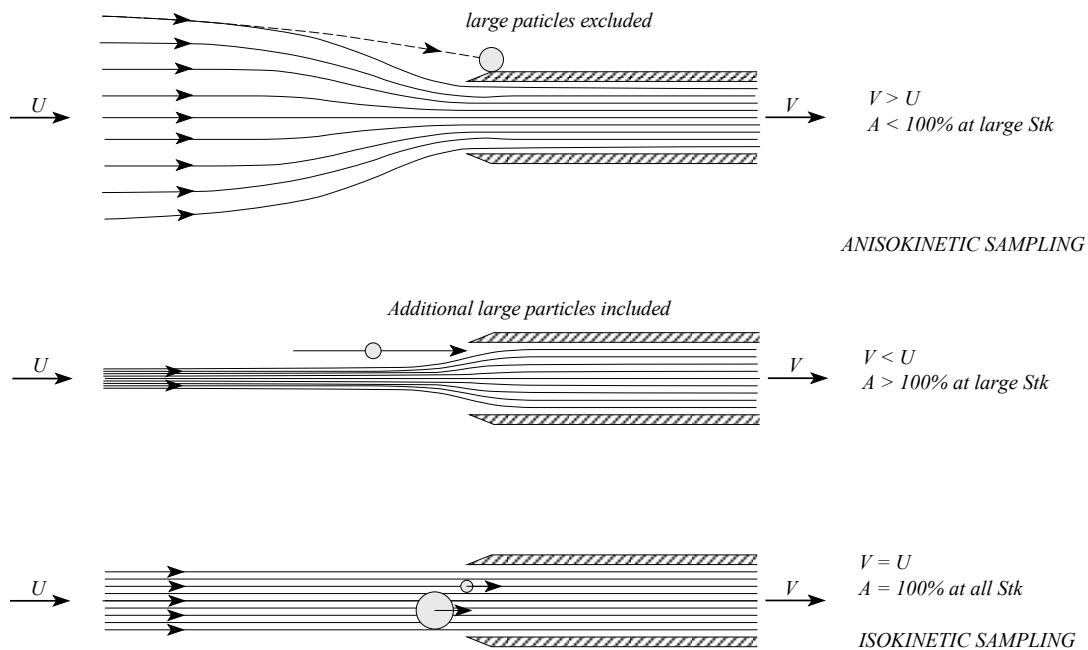 large paticles excluded
U
V
V > U
A < 100% at large Stk
ANISOKINETIC SAMPLING
Additional large particles included
U
V
V < U
A > 100% at large Stk
U
V
V = U
A = 100% at all Stk
ISOKINETIC SAMPLING